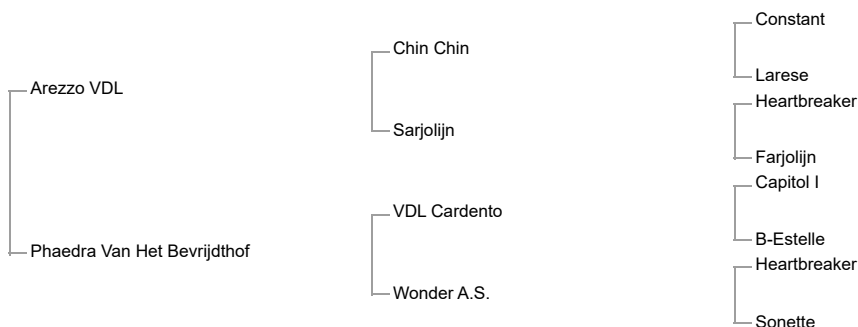 Constant
Chin Chin
Larese
Arezzo VDL
Heartbreaker
Sarjolijn
Farjolijn
Capitol I
VDL Cardento
B-Estelle
Phaedra Van Het Bevrijdthof
Heartbreaker
Wonder A.S.
Sonette